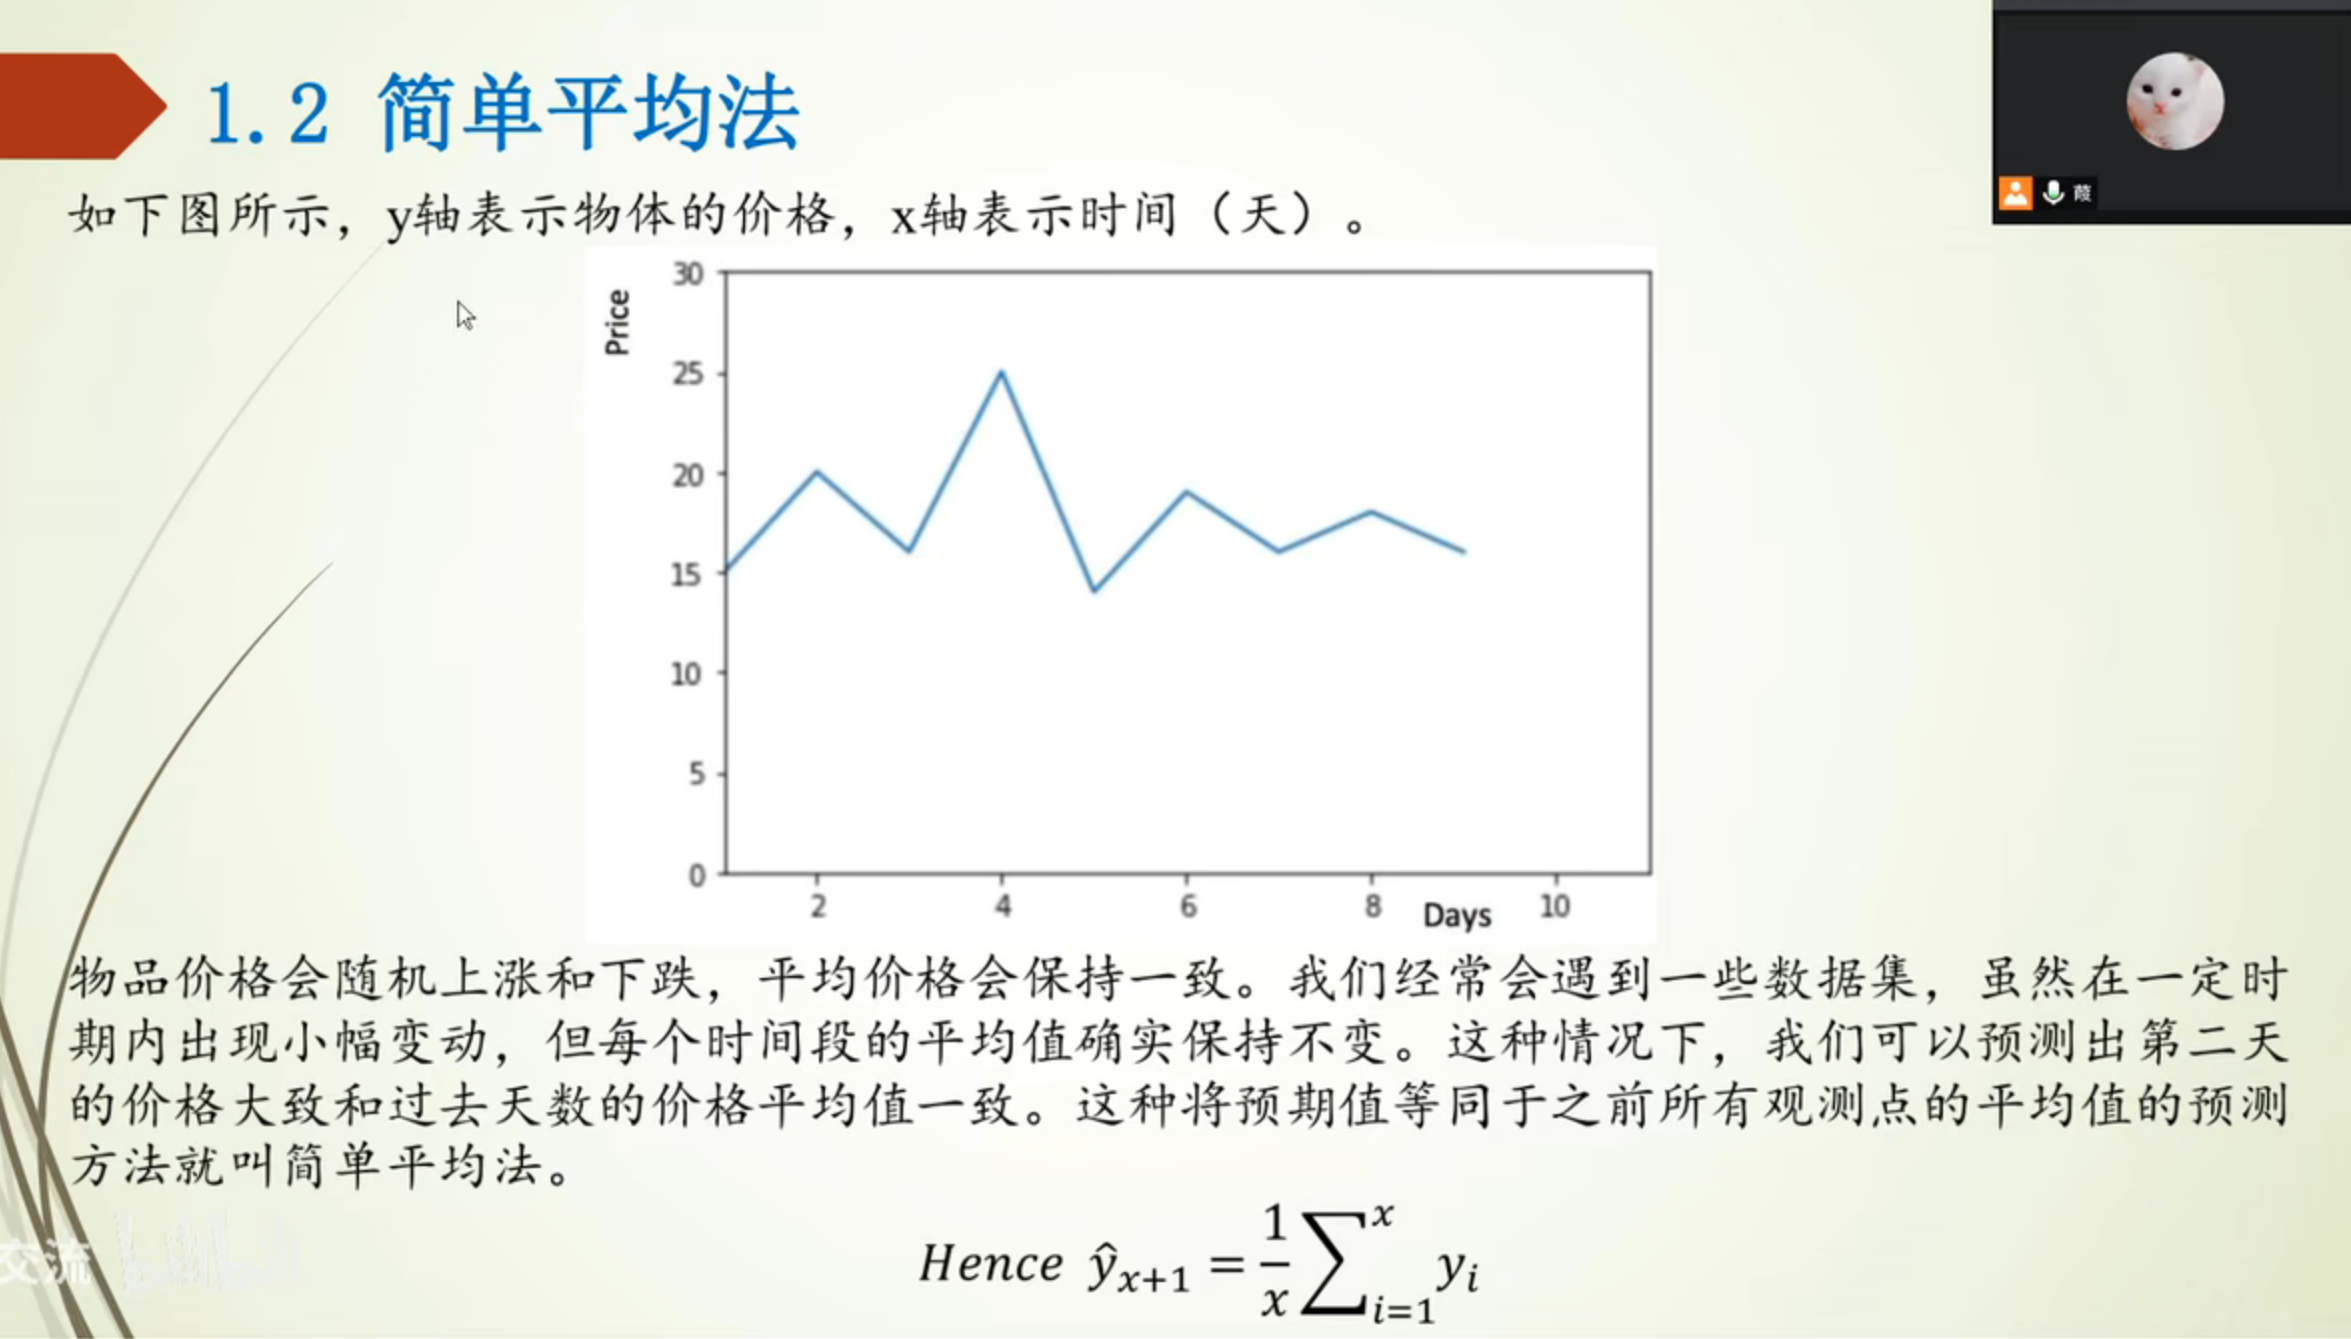 1.2 简单平均法
葭
如下图所示，y轴表示物体的价格，x轴表示时间（天）。
Price
30
25
20
15
10
5
0
2 4 6 8 10
Days
物品价格会随机上涨和下跌，平均价格会保持一致。我们经常会遇到一些数据集，虽然在一定时
期内出现小幅变动，但每个时间段的平均值确实保持不变。这种情况下，我们可以预测出第二天
的价格大致和过去天数的价格平均值一致。这种将预期值等同于之前所有观测点的平均值的预测
方法就叫简单平均法。
交流
Hence ŷ_{x+1} = \frac{1}{x} \sum_{i=1}^{x} y_i